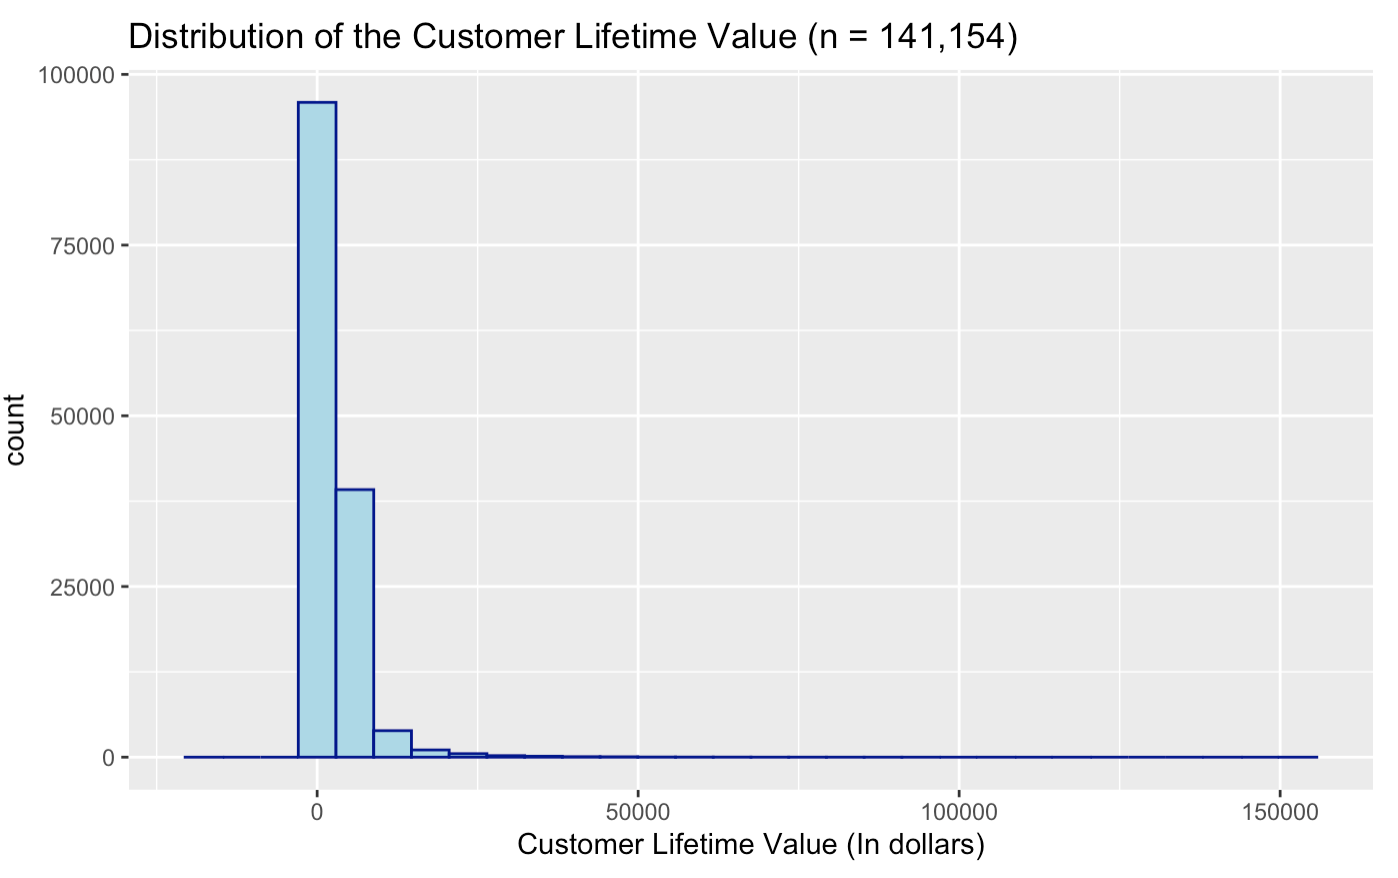 Distribution of the Customer Lifetime Value (n = 141,154)
100000
75000
50000
25000
0
count
0 50000 100000 150000
Customer Lifetime Value (In dollars)